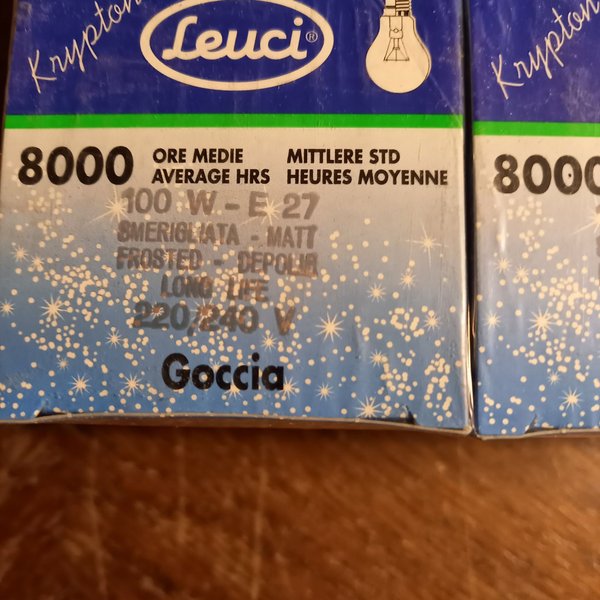 Krypton
Leuci®
8000 ORE MEDIE MITTLERE STD
AVERAGE HRS HEURES MOYENNE
100 W - E 27
SMERIGLIATA - MATT
FROSTED - DEPOLIE
LONG LIFE
220.240 V
Goccia
Krypton
8000